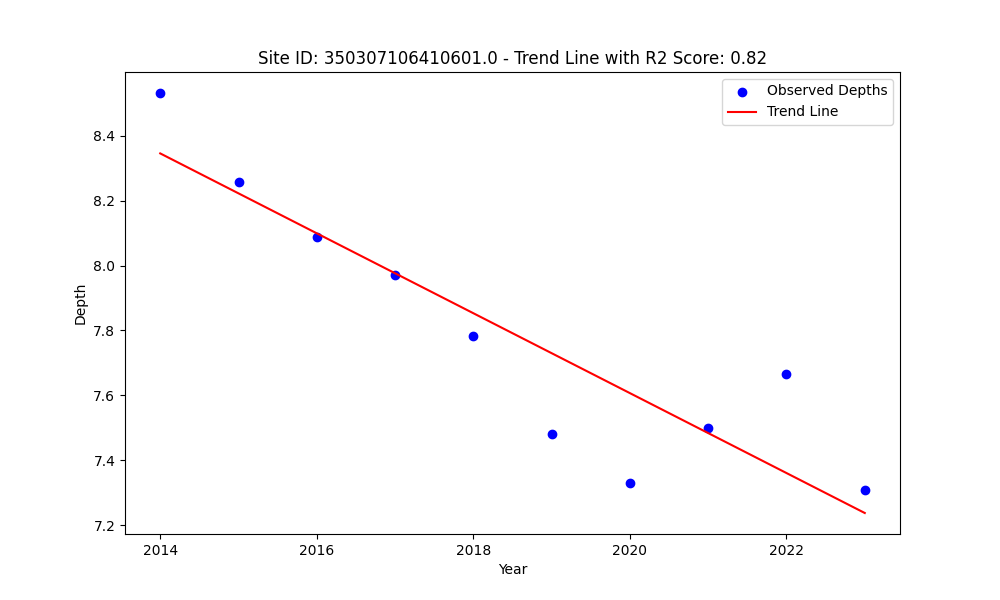 Site ID: 350307106410601.0 - Trend Line with R2 Score: 0.82
Observed Depths
Trend Line
8.4
8.2
8.0
7.8
7.6
7.4
7.2
Depth
2014
2016
2018
2020
2022
Year